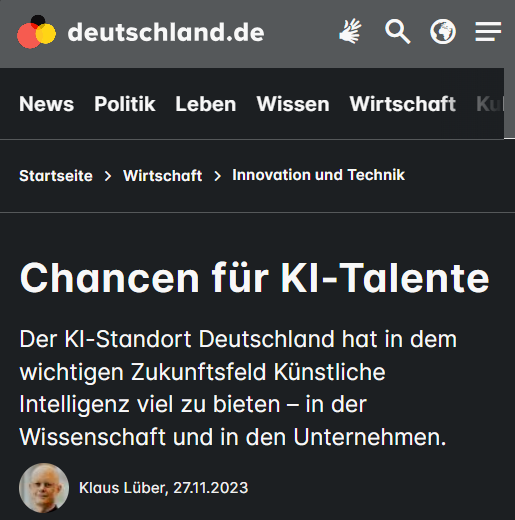 deutschland.de
News Politik Leben Wissen Wirtschaft
Startseite > Wirtschaft > Innovation und Technik
Chancen für KI-Talente
Der KI-Standort Deutschland hat in dem
wichtigen Zukunftsfeld Künstliche
Intelligenz viel zu bieten – in der
Wissenschaft und in den Unternehmen.
Klaus Lüber, 27.11.2023